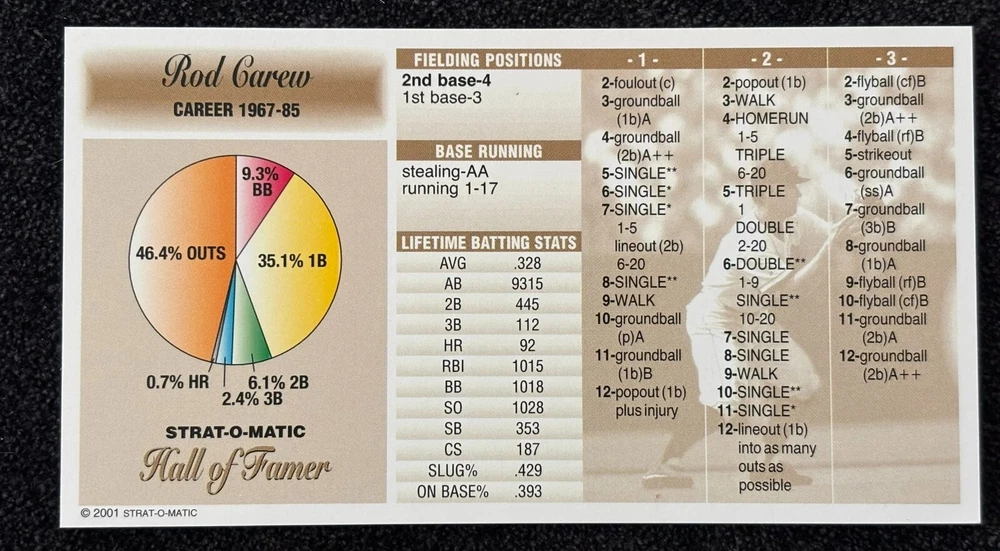 Rod Carew
CAREER 1967-85
9.3%
BB
46.4% OUTS
35.1% 1B
0.7% HR
6.1% 2B
2.4% 3B
STRAT-O-MATIC
Hall of Famer
© 2001 STRAT-O-MATIC
FIELDING POSITIONS
2nd base-4
1st base-3
BASE RUNNING
stealing-AA
running 1-17
LIFETIME BATTING STATS
AVG .328
AB 9315
2B 445
3B 112
HR 92
RBI 1015
BB 1018
SO 1028
SB 353
CS 187
SLUG% .429
ON BASE% .393
- 1 -
2-foulout (c)
3-groundball
(1b)A
4-groundball
(2b)A++
5-SINGLE**
6-SINGLE*
7-SINGLE*
1-5
lineout (2b)
6-20
8-SINGLE**
9-WALK
10-groundball
(p)A
11-groundball
(1b)B
12-popout (1b)
plus injury
- 2 -
2-popout (1b)
3-WALK
4-HOMERUN
1-5
TRIPLE
6-20
5-TRIPLE
1
DOUBLE
2-20
6-DOUBLE**
1-9
SINGLE**
10-20
7-SINGLE
8-SINGLE
9-WALK
10-SINGLE**
11-SINGLE*
12-lineout (1b)
into as many
outs as
possible
- 3 -
2-flyball (cf)B
3-groundball
(2b)A++
4-flyball (rf)B
5-strikeout
6-groundball
(ss)A
7-groundball
(3b)B
8-groundball
(1b)A
9-flyball (rf)B
10-flyball (cf)B
11-groundball
(2b)A
12-groundball
(2b)A++